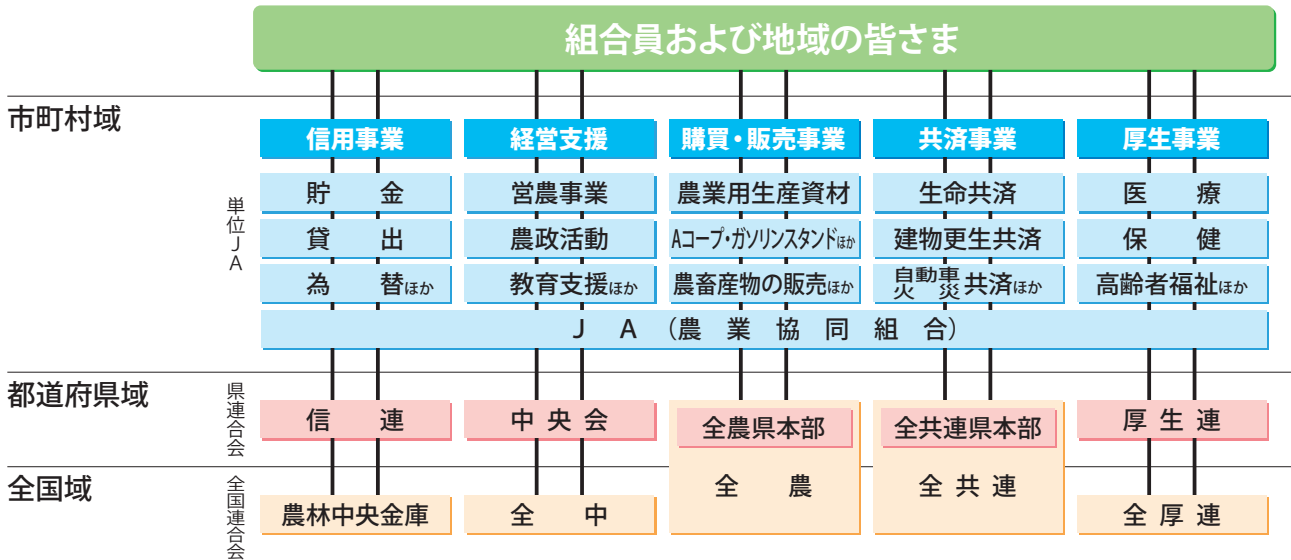 組合員および地域の皆さま
市町村域
信用事業 経営支援 購買・販売事業 共済事業 厚生事業
単位JA
貯金 営農事業 農業用生産資材 生命共済 医療
貸出 農政活動 Aコープ・ガソリンスタンドほか 建物更生共済 保健
為替ほか 教育支援ほか 農畜産物の販売ほか 自動車火災共済ほか 高齢者福祉ほか
JA(農業協同組合)
都道府県域
県連合会
信連 中央会 全農県本部 全共連県本部 厚生連
全国域
全国連合会
農林中央金庫 全中 全農 全共連 全厚連